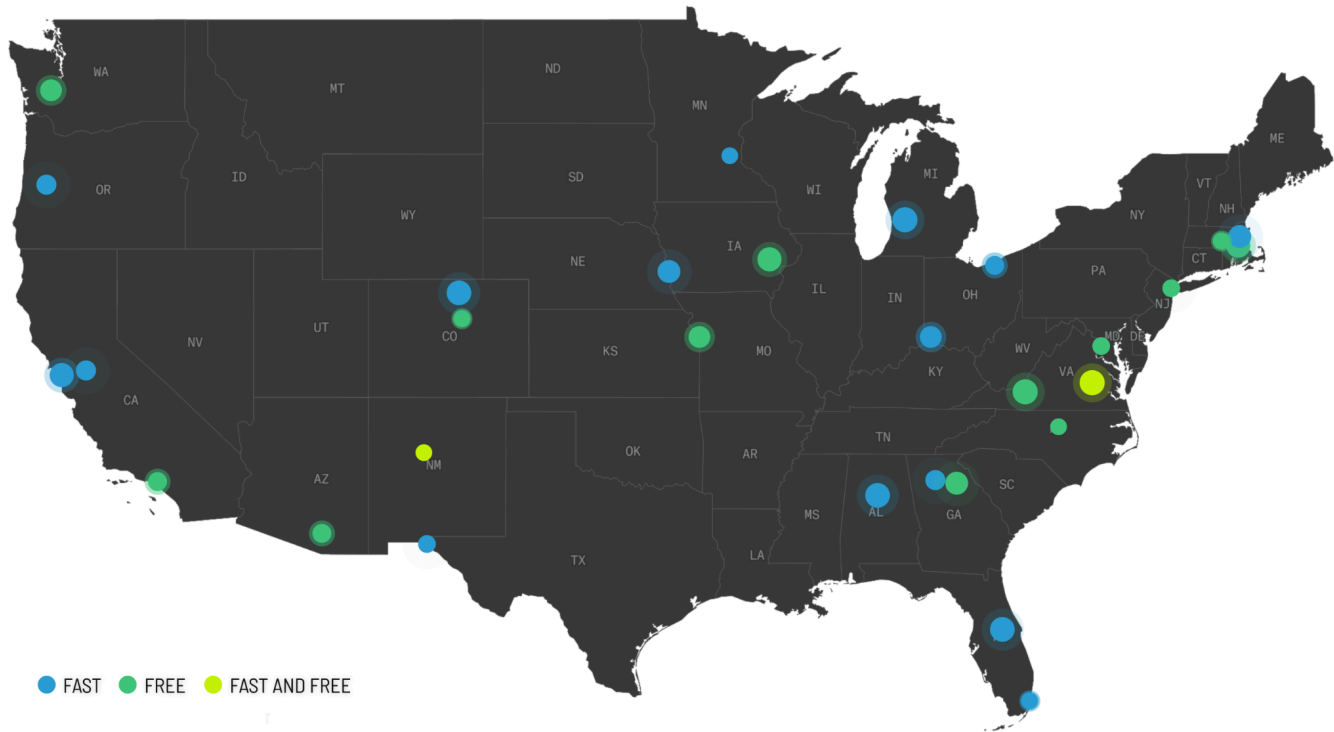 WA
MT
ND
MN
ME
OR
ID
SD
WI
MI
VT
NH
WY
NY
NE
IA
CT
PA
IL
IN
OH
NJ
NV
UT
CO
KS
MO
KY
WV
MD
DE
VA
CA
AZ
NM
OK
AR
TN
SC
MS
AL
GA
TX
LA
FAST FREE FAST AND FREE